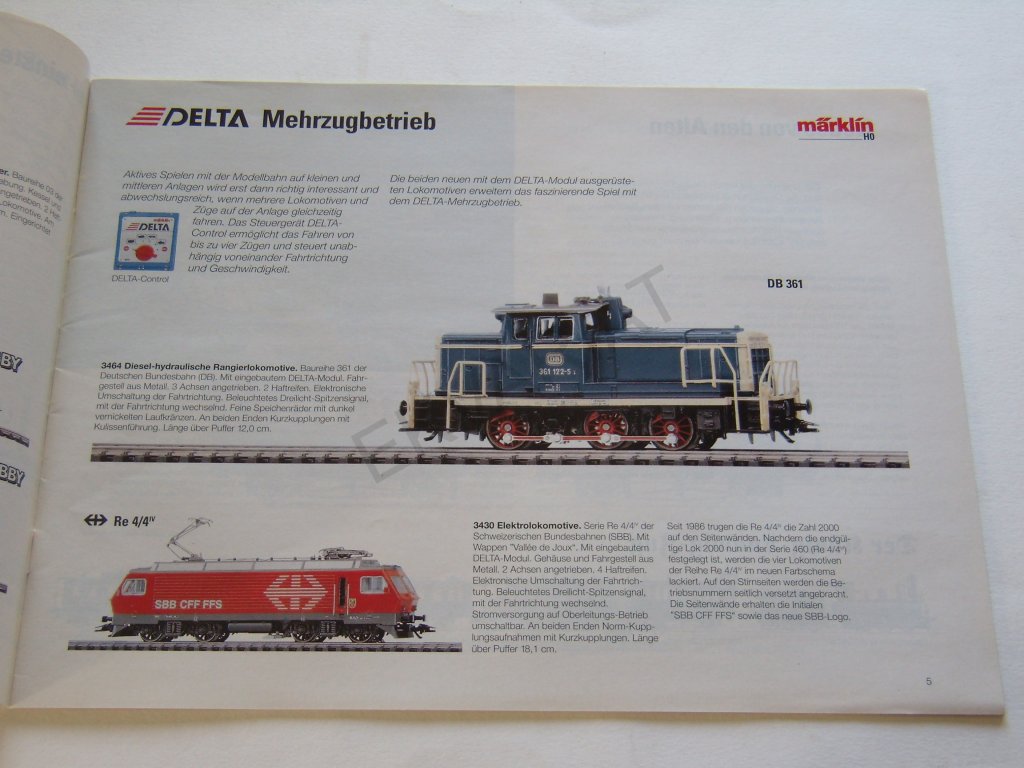 DELTA Mehrzugbetrieb
märklin
H0
Aktives Spielen mit der Modellbahn auf kleinen und
mittleren Anlagen wird erst dann richtig interessant und
abwechslungsreich, wenn mehrere Lokomotiven und
Züge auf der Anlage gleichzeitig
fahren. Das Steuergerät DELTA-
Control ermöglicht das Fahren von
bis zu vier Zügen und steuert unab-
hängig voneinander Fahrtrichtung
und Geschwindigkeit.
DELTA
DELTA-Control
Die beiden neuen mit dem DELTA-Modul ausgerüste-
ten Lokomotiven erweitern das faszinierende Spiel mit
dem DELTA-Mehrzugbetrieb.
DB 361
DB
361 122-5
3464 Diesel-hydraulische Rangierlokomotive. Baureihe 361 der
Deutschen Bundesbahn (DB). Mit eingebautem DELTA-Modul. Fahr-
gestell aus Metall. 3 Achsen angetrieben. 2 Haftreifen. Elektronische
Umschaltung der Fahrtrichtung. Beleuchtetes Dreilicht-Spitzensignal,
mit der Fahrtrichtung wechselnd. Feine Speichenräder mit dunkel
vernickelten Laufkränzen. An beiden Enden Kurzkupplungen mit
Kulissenführung. Länge über Puffer 12,0 cm.
Re 4/4ᴵⱽ
SBB CFF FFS
3430 Elektrolokomotive. Serie Re 4/4ᴵⱽ der
Schweizerischen Bundesbahnen (SBB). Mit
Wappen "Vallée de Joux". Mit eingebautem
DELTA-Modul. Gehäuse und Fahrgestell aus
Metall. 2 Achsen angetrieben. 4 Haftreifen.
Elektronische Umschaltung der Fahrtrich-
tung. Beleuchtetes Dreilicht-Spitzensignal,
mit der Fahrtrichtung wechselnd.
Stromversorgung auf Oberleitungs-Betrieb
umschaltbar. An beiden Enden Norm-Kupp-
lungsaufnahmen mit Kurzkupplungen. Länge
über Puffer 18,1 cm.
Seit 1986 trugen die Re 4/4ᴵⱽ die Zahl 2000
auf den Seitenwänden. Nachdem die endgül-
tige Lok 2000 nun in der Serie 460 (Re 4/4ⱽᴵ)
festgelegt ist, werden die vier Lokomotiven
der Reihe Re 4/4ᴵⱽ im neuen Farbschema
lackiert. Auf den Stirnseiten werden die Be-
triebsnummern seitlich versetzt angebracht.
Die Seitenwände erhalten die Initialen
"SBB CFF FFS" sowie das neue SBB-Logo.
5
er. Baureihe 03 der